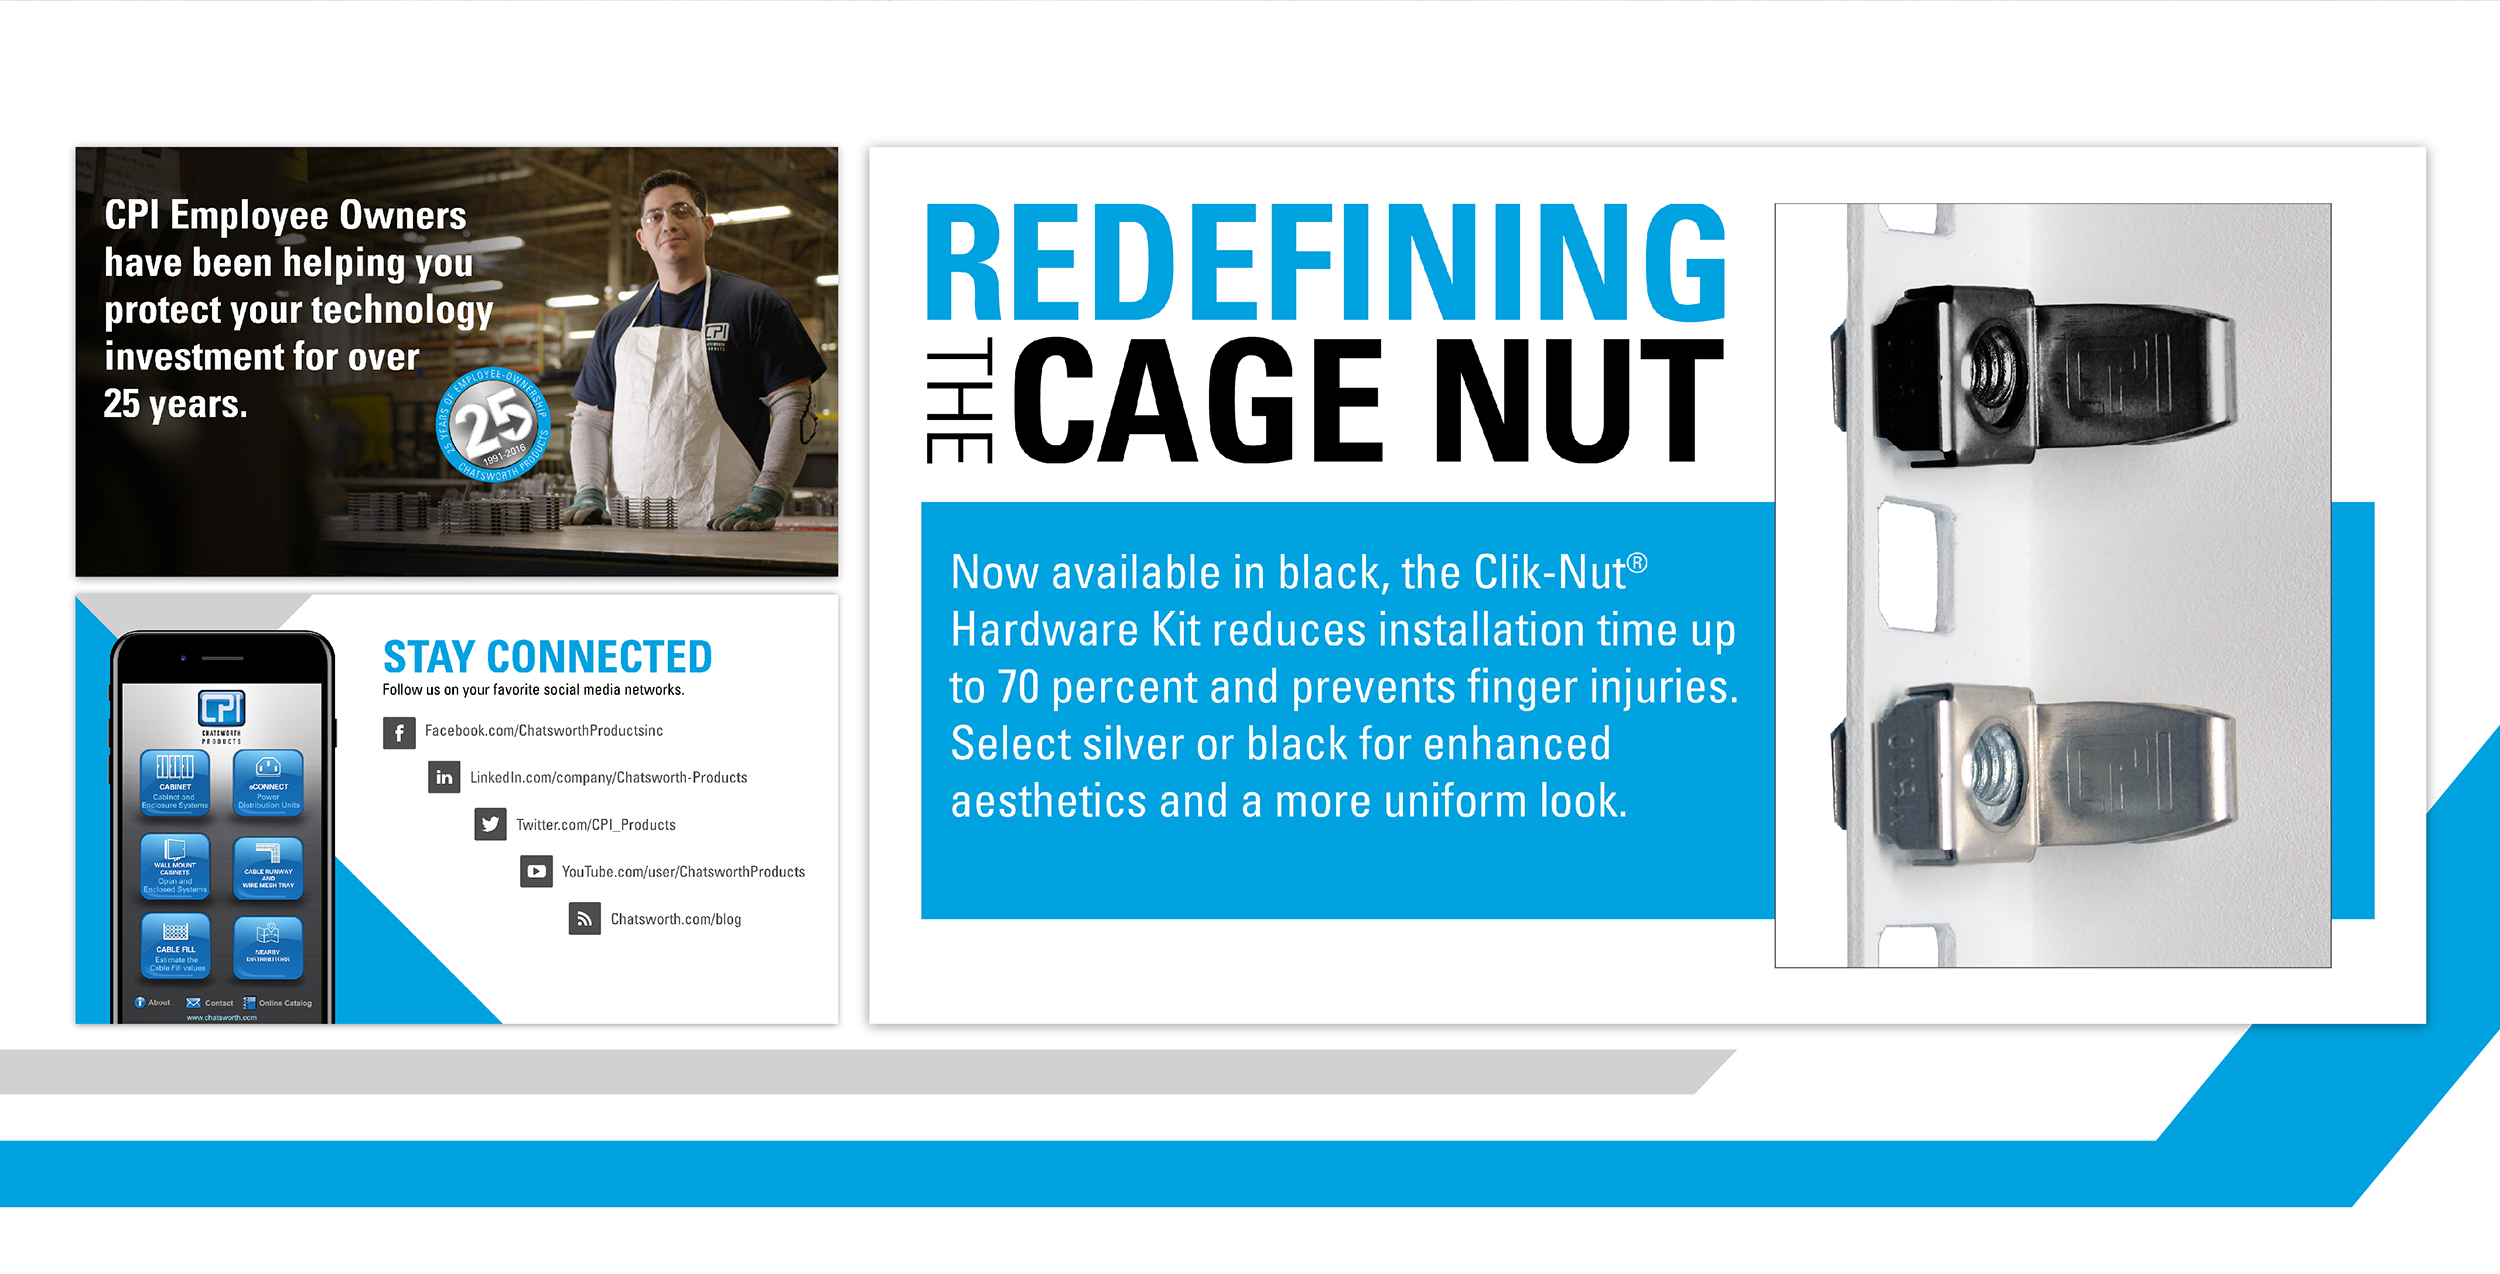 CPI Employee Owners
have been helping you
protect your technology
investment for over
25 years.
25 YEARS OF EMPLOYEE-OWNERSHIP
25
1991-2016
CHATSWORTH PRODUCTS
CPI
CHATSWORTH
PRODUCTS
STAY CONNECTED
Follow us on your favorite social media networks.
Facebook.com/ChatsworthProductsinc
LinkedIn.com/company/Chatsworth-Products
Twitter.com/CPI_Products
YouTube.com/user/ChatsworthProducts
Chatsworth.com/blog
CPI
CHATSWORTH
PRODUCTS
CABINET
Cabinet and
Enclosure Systems
eCONNECT
Power
Distribution Units
WALL MOUNT
CABINETS
Open and
Enclosed Systems
CABLE RUNWAY
AND
WIRE MESH TRAY
CABLE FILL
Estimate the
Cable Fill values
NEARBY
DISTRIBUTORS
About
Contact
Online Catalog
www.chatsworth.com
REDEFINING
THE CAGE NUT
Now available in black, the Clik-Nut®
Hardware Kit reduces installation time up
to 70 percent and prevents finger injuries.
Select silver or black for enhanced
aesthetics and a more uniform look.
CPI
CPI